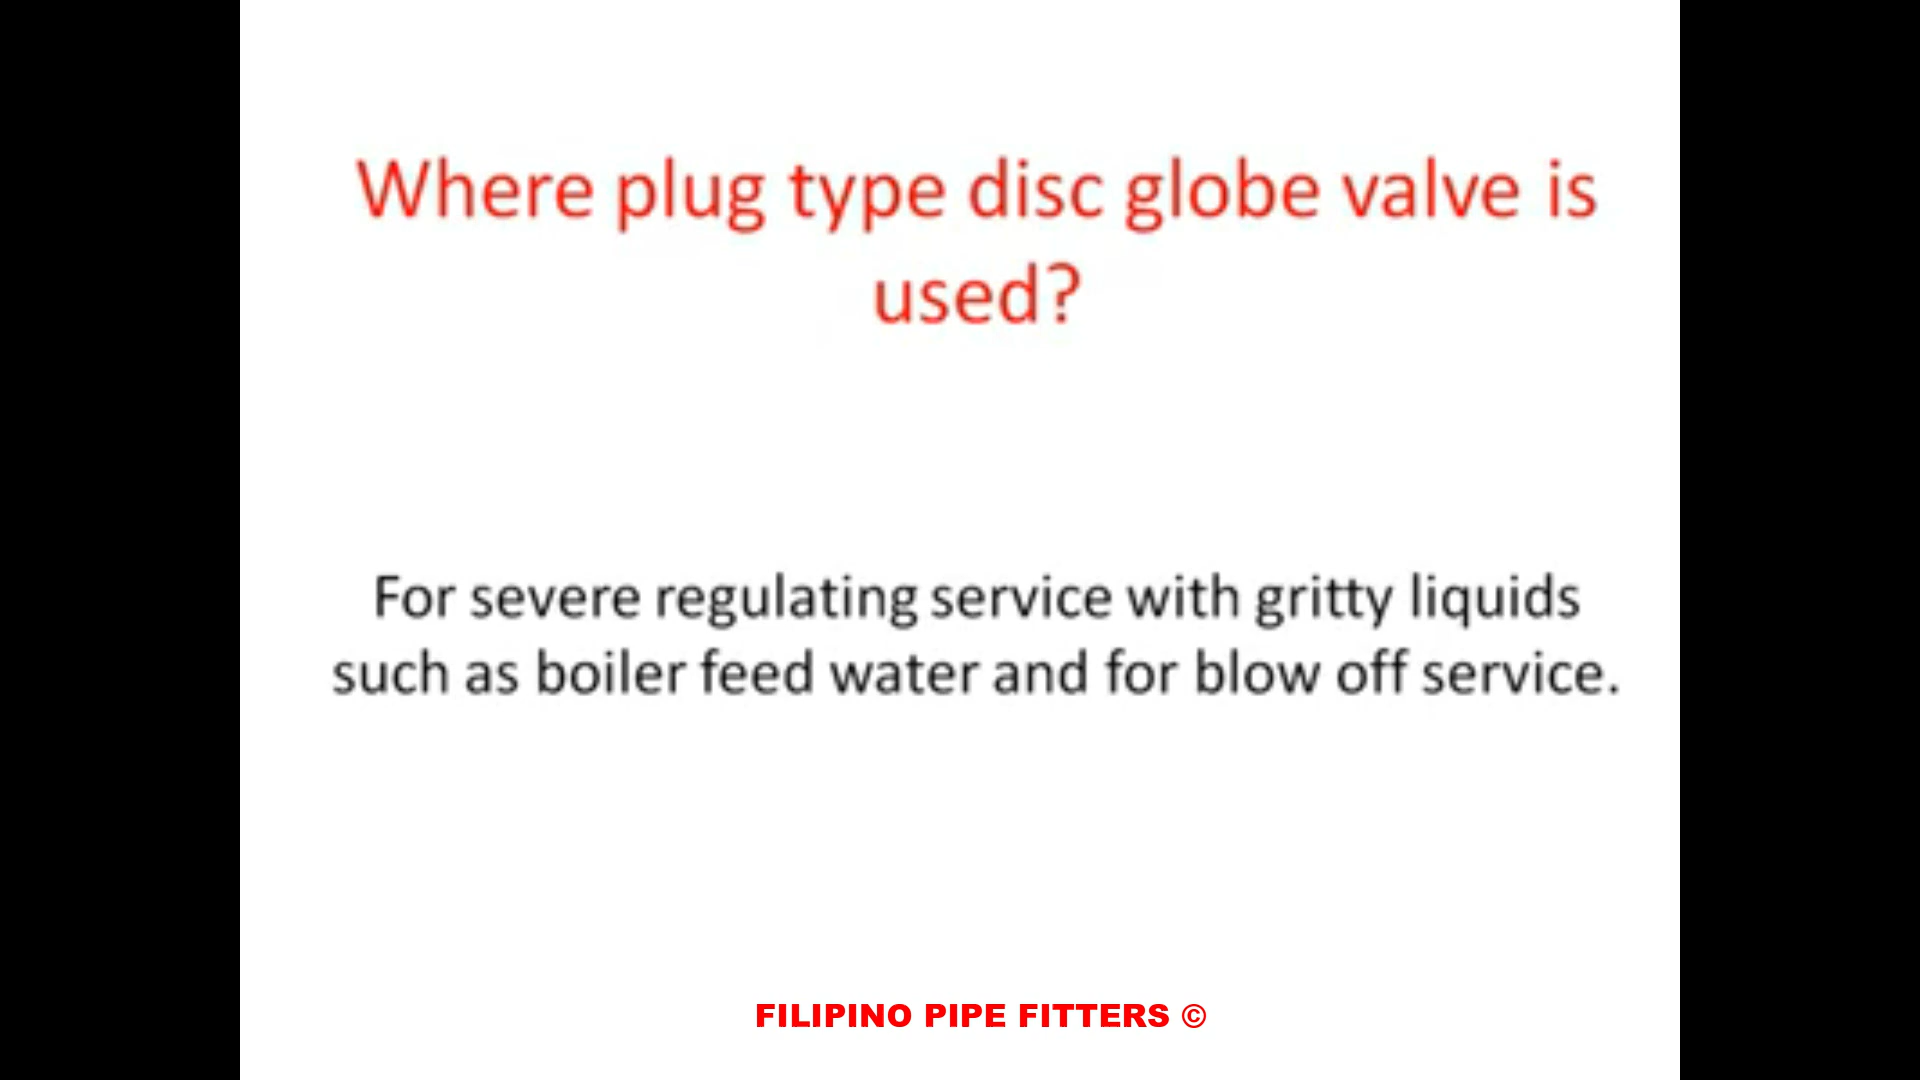 Where plug type disc globe valve is
used?
For severe regulating service with gritty liquids
such as boiler feed water and for blow off service.
FILIPINO PIPE FITTERS ©